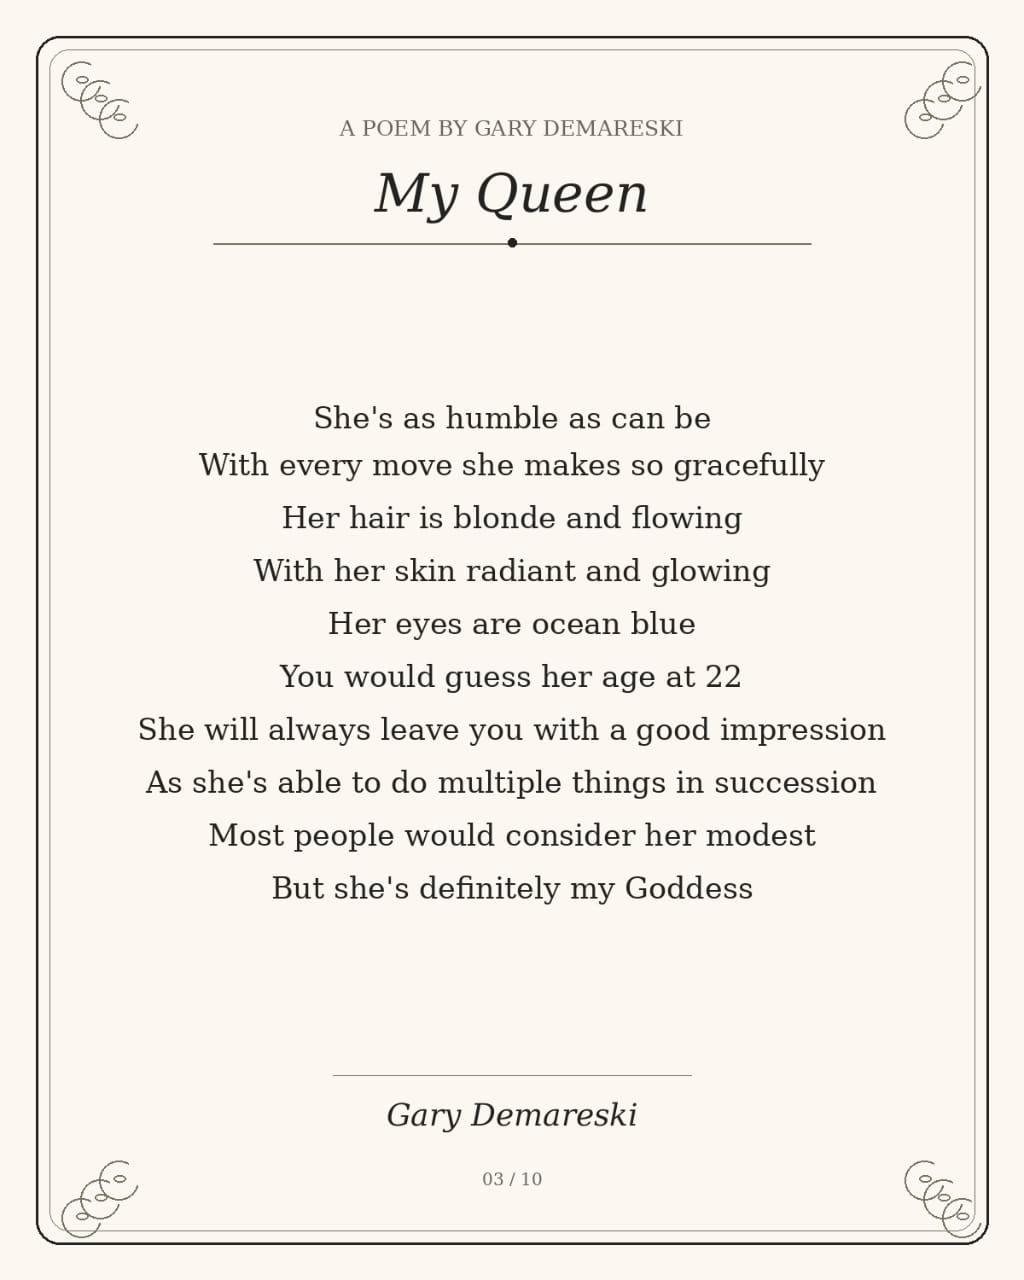 A POEM BY GARY DEMARESKI
My Queen
She's as humble as can be
With every move she makes so gracefully
Her hair is blonde and flowing
With her skin radiant and glowing
Her eyes are ocean blue
You would guess her age at 22
She will always leave you with a good impression
As she's able to do multiple things in succession
Most people would consider her modest
But she's definitely my Goddess
Gary Demareski
03 / 10